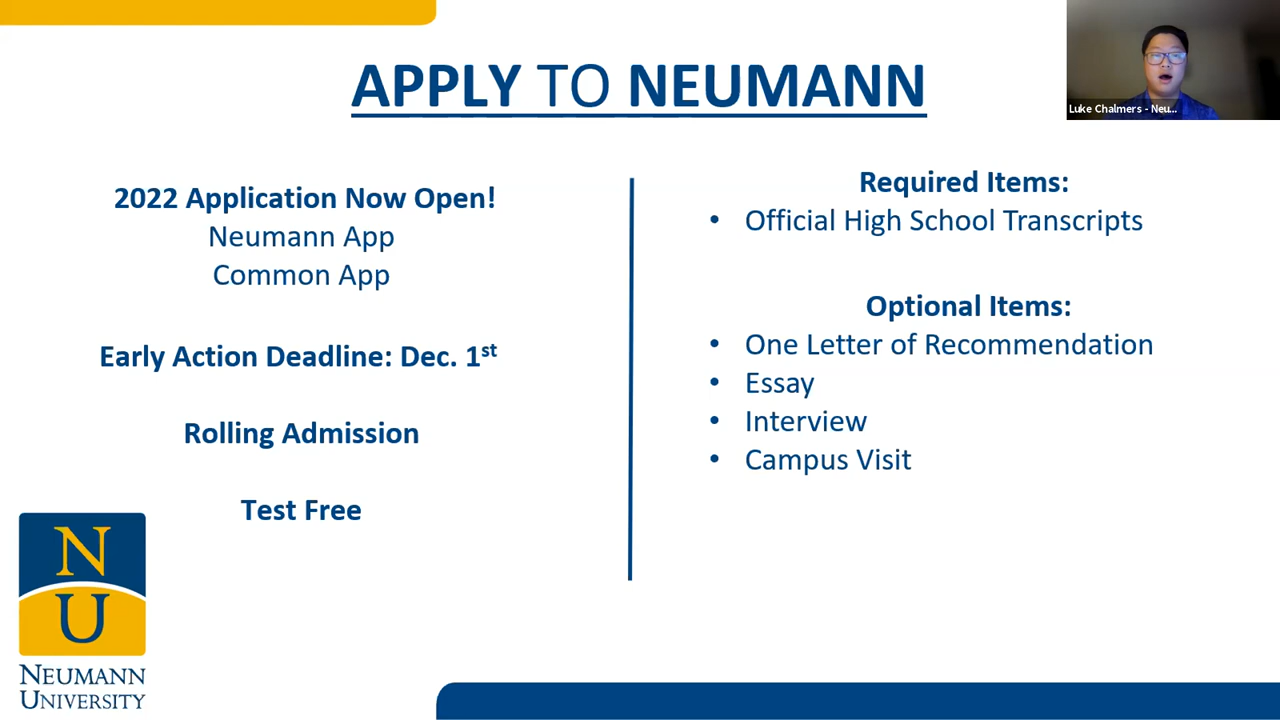 APPLY TO NEUMANN
Luke Chalmers - Neu...
2022 Application Now Open!
Neumann App
Common App
Early Action Deadline: Dec. 1st
Rolling Admission
Test Free
Required Items:
• Official High School Transcripts
Optional Items:
• One Letter of Recommendation
• Essay
• Interview
• Campus Visit
N
U
NEUMANN
UNIVERSITY